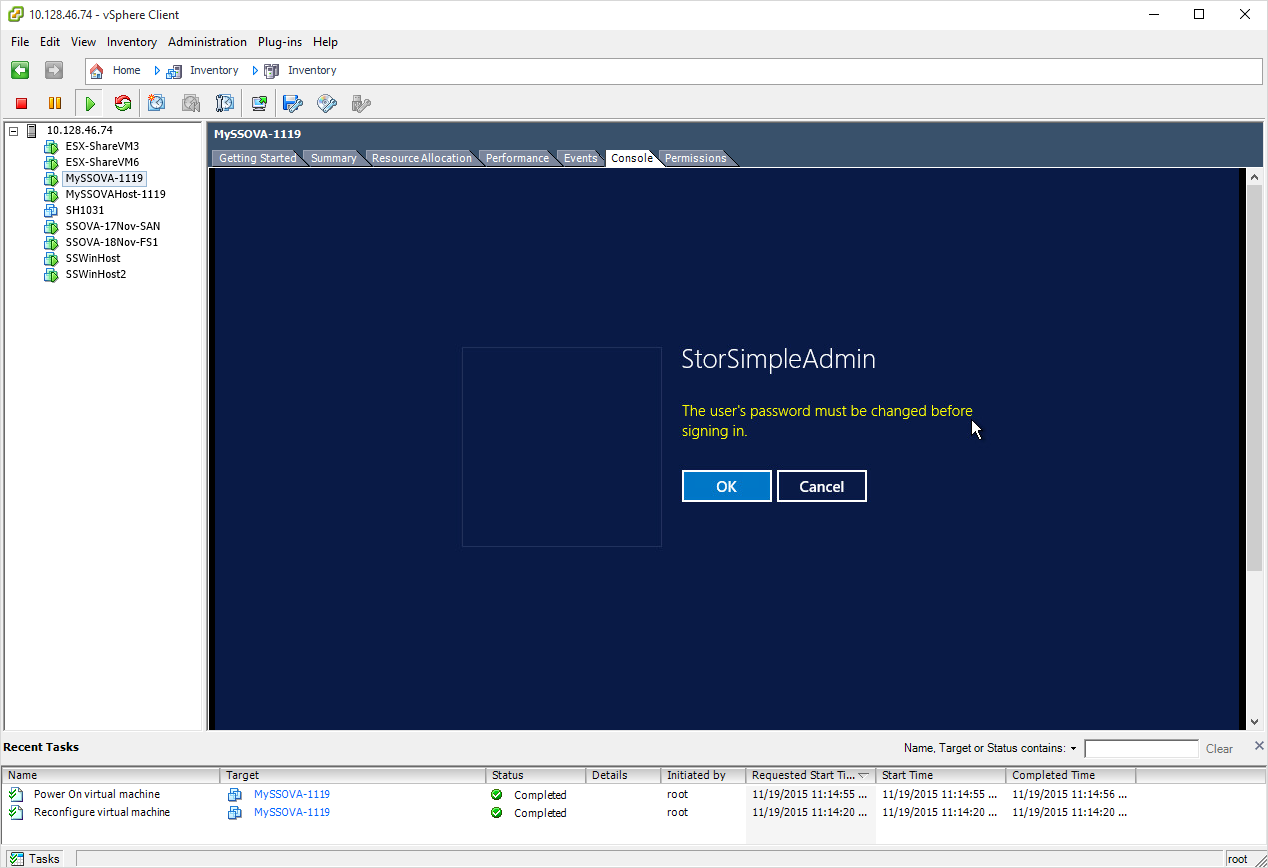 10.128.46.74 - vSphere Client
File Edit View Inventory Administration Plug-ins Help
Home Inventory Inventory
10.128.46.74
ESX-ShareVM3
ESX-ShareVM6
MySSOVA-1119
MySSOVAHost-1119
SH1031
SSOVA-17Nov-SAN
SSOVA-18Nov-FS1
SSWinHost
SSWinHost2
MySSOVA-1119
Getting Started Summary Resource Allocation Performance Events Console Permissions
StorSimpleAdmin
The user's password must be changed before
signing in.
OK Cancel
Recent Tasks
Name, Target or Status contains: Clear
Name Target Status Details Initiated by Requested Start Ti... Start Time Completed Time
Power On virtual machine MySSOVA-1119 Completed root 11/19/2015 11:14:55 ... 11/19/2015 11:14:55 ... 11/19/2015 11:14:56 ...
Reconfigure virtual machine MySSOVA-1119 Completed root 11/19/2015 11:14:20 ... 11/19/2015 11:14:20 ... 11/19/2015 11:14:20 ...
Tasks root